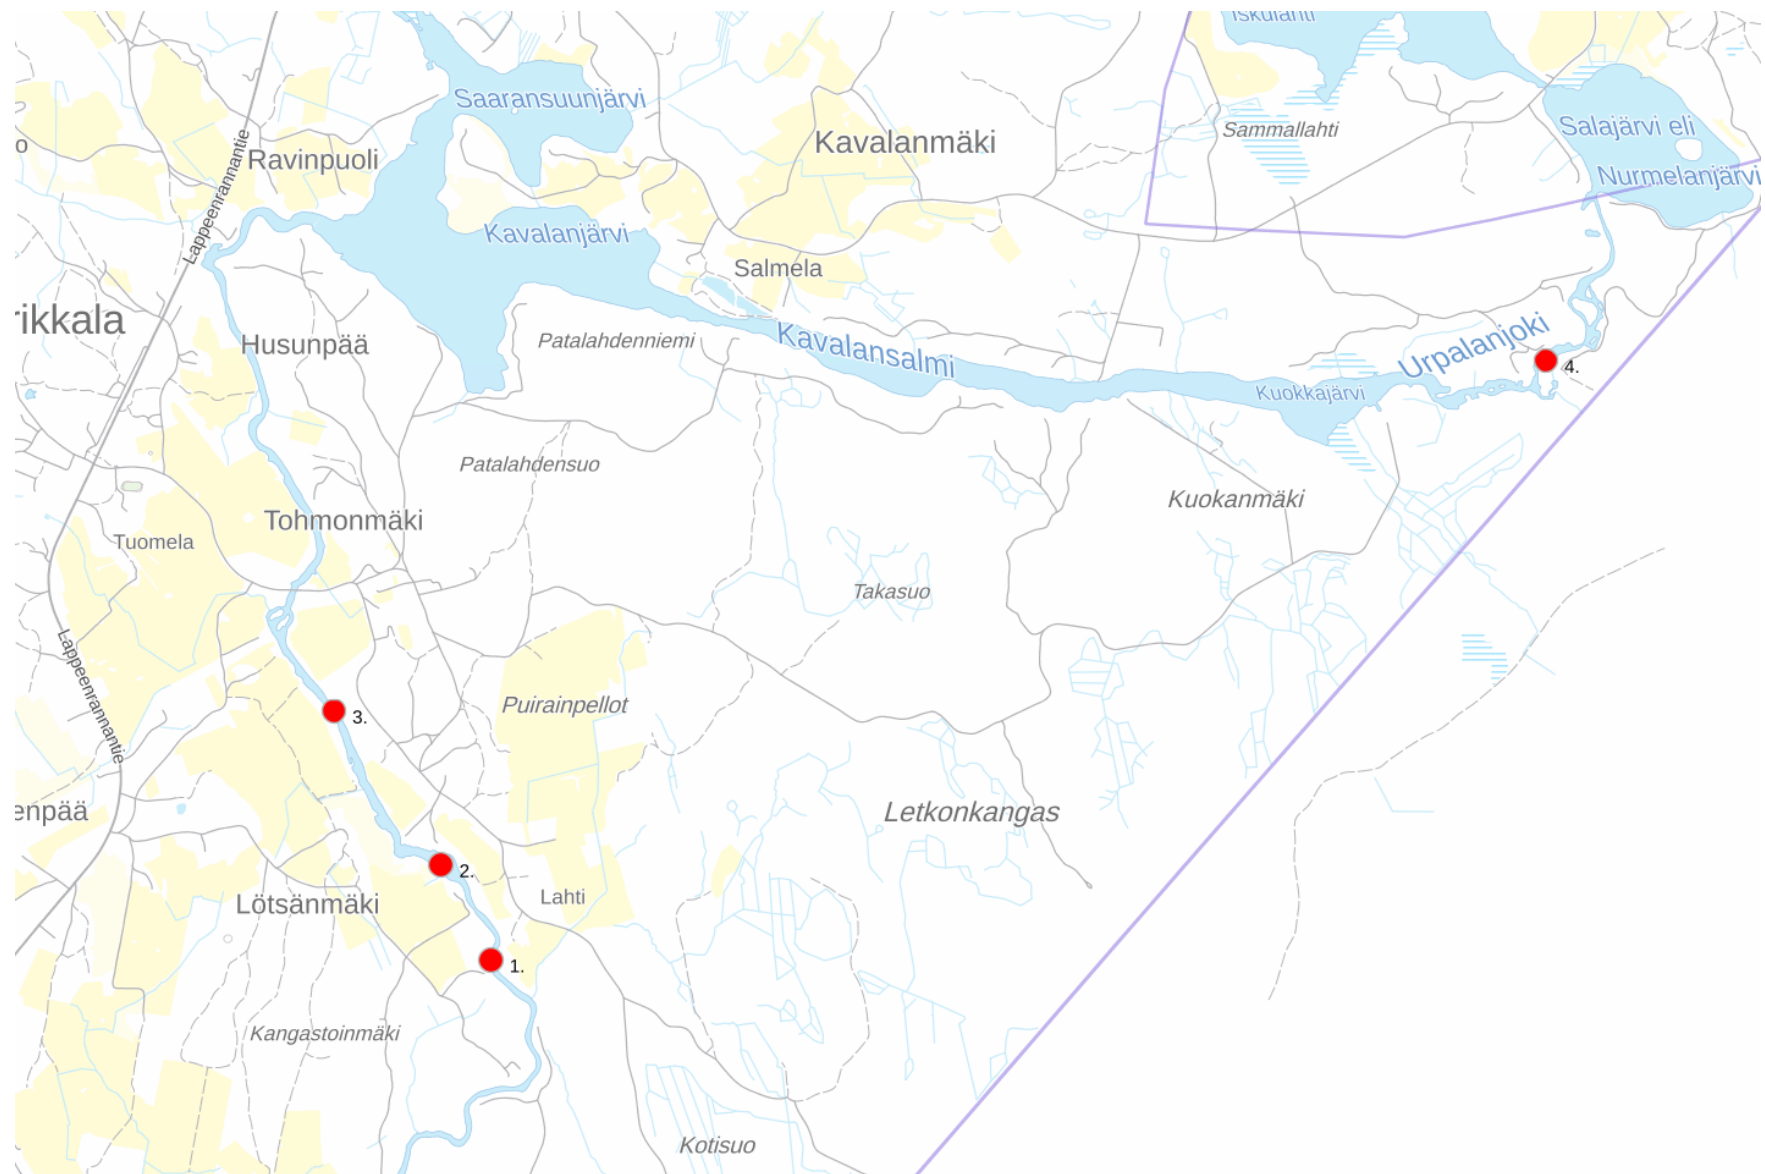 Iskulahti
Saaransuunjärvi
Salajärvi eli
Sammallahti
Kavalanmäki
o
Ravinpuoli
Nurmelanjärvi
Lappeenrannantie
Kavalanjärvi
Salmela
rikkala
Husunpää
Patalahdenniemi
Kavalansalmi
Urpalanjoki
4.
Kuokkajärvi
Patalahdensuo
Kuokanmäki
Tohmonmäki
Tuomela
Takasuo
Lappeenrannantie
Puirainpellot
3.
enpää
Letkonkangas
2.
Lahti
Lötsänmäki
1.
Kangastoinmäki
Kotisuo